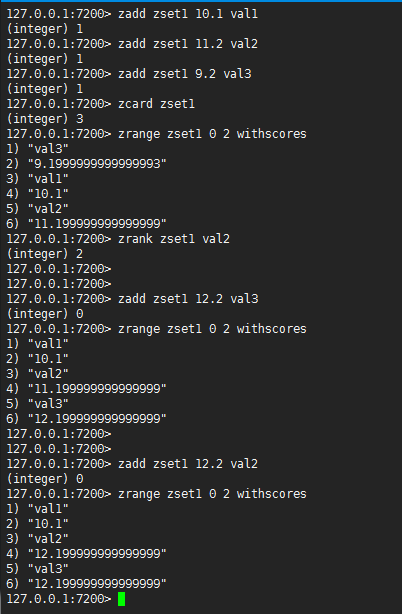 127.0.0.1:7200> zadd zset1 10.1 val1
(integer) 1
127.0.0.1:7200> zadd zset1 11.2 val2
(integer) 1
127.0.0.1:7200> zadd zset1 9.2 val3
(integer) 1
127.0.0.1:7200> zcard zset1
(integer) 3
127.0.0.1:7200> zrange zset1 0 2 withscores
1) "val3"
2) "9.1999999999999993"
3) "val1"
4) "10.1"
5) "val2"
6) "11.199999999999999"
127.0.0.1:7200> zrank zset1 val2
(integer) 2
127.0.0.1:7200>
127.0.0.1:7200>
127.0.0.1:7200> zadd zset1 12.2 val3
(integer) 0
127.0.0.1:7200> zrange zset1 0 2 withscores
1) "val1"
2) "10.1"
3) "val2"
4) "11.199999999999999"
5) "val3"
6) "12.199999999999999"
127.0.0.1:7200>
127.0.0.1:7200>
127.0.0.1:7200> zadd zset1 12.2 val2
(integer) 0
127.0.0.1:7200> zrange zset1 0 2 withscores
1) "val1"
2) "10.1"
3) "val2"
4) "12.199999999999999"
5) "val3"
6) "12.199999999999999"
127.0.0.1:7200>